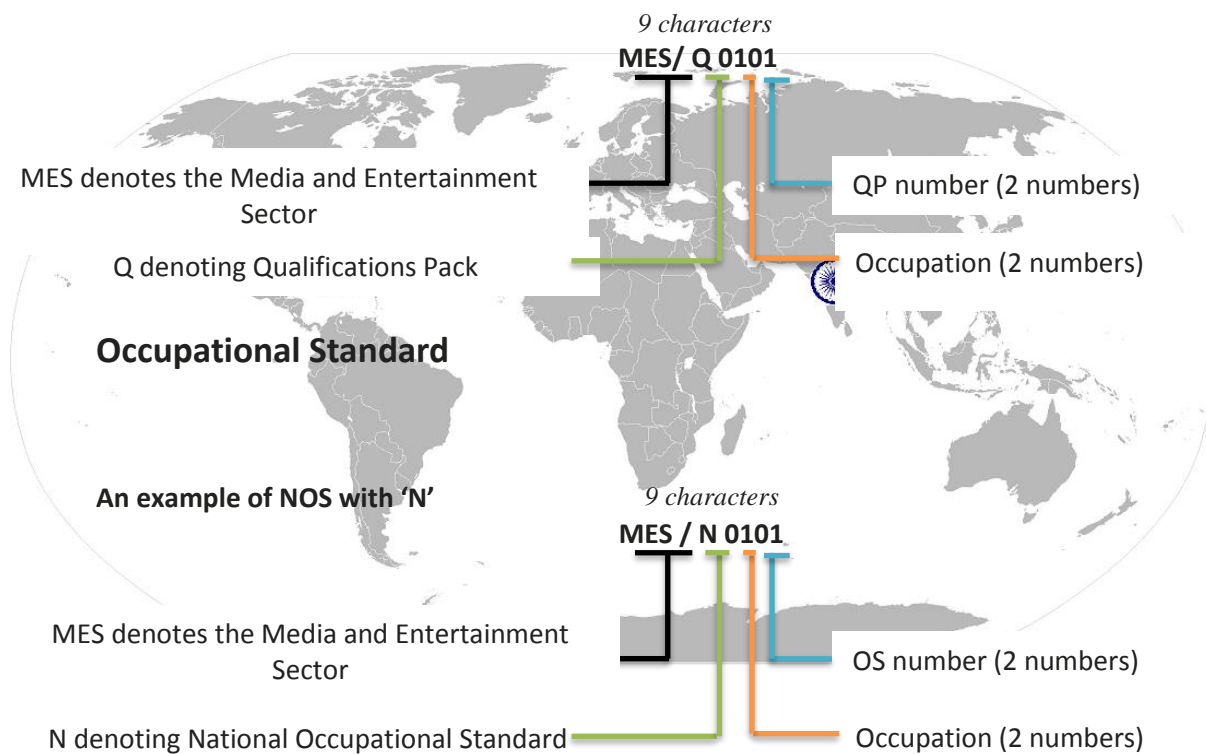 9 characters
MES/ Q 0101
MES denotes the Media and Entertainment
Sector
QP number (2 numbers)
Q denoting Qualifications Pack
Occupation (2 numbers)
Occupational Standard
An example of NOS with ‘N’
9 characters
MES / N 0101
MES denotes the Media and Entertainment
Sector
OS number (2 numbers)
N denoting National Occupational Standard
Occupation (2 numbers)